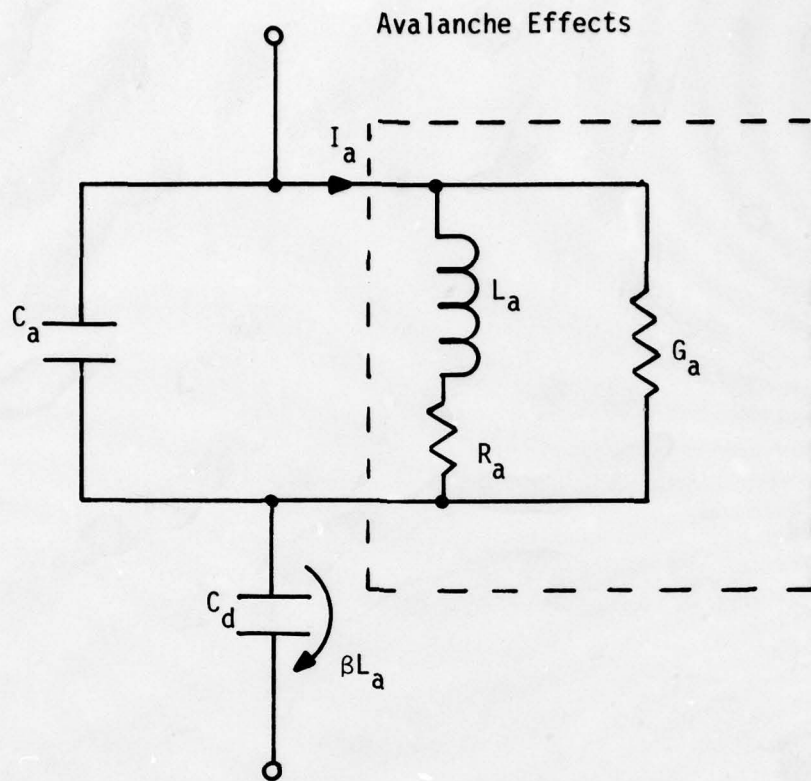 Avalanche Effects
I_a
L_a
C_a
G_a
R_a
C_d
βL_a